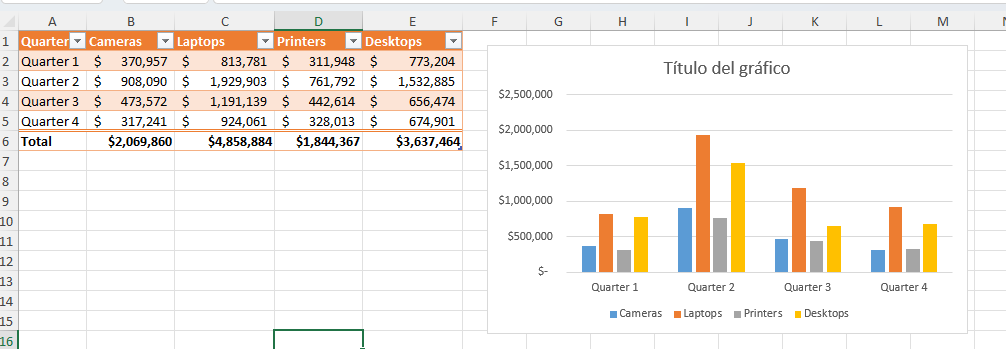 A B C D E F G H I J K L M
1 Quarter Cameras Laptops Printers Desktops
2 Quarter 1 $ 370,957 $ 813,781 $ 311,948 $ 773,204
3 Quarter 2 $ 908,090 $ 1,929,903 $ 761,792 $ 1,532,885
4 Quarter 3 $ 473,572 $ 1,191,139 $ 442,614 $ 656,474
5 Quarter 4 $ 317,241 $ 924,061 $ 328,013 $ 674,901
6 Total $2,069,860 $4,858,884 $1,844,367 $3,637,464
7
8
9
10
11
12
13
14
15
16
Título del gráfico
$2,500,000
$2,000,000
$1,500,000
$1,000,000
$500,000
$-
Quarter 1 Quarter 2 Quarter 3 Quarter 4
Cameras Laptops Printers Desktops